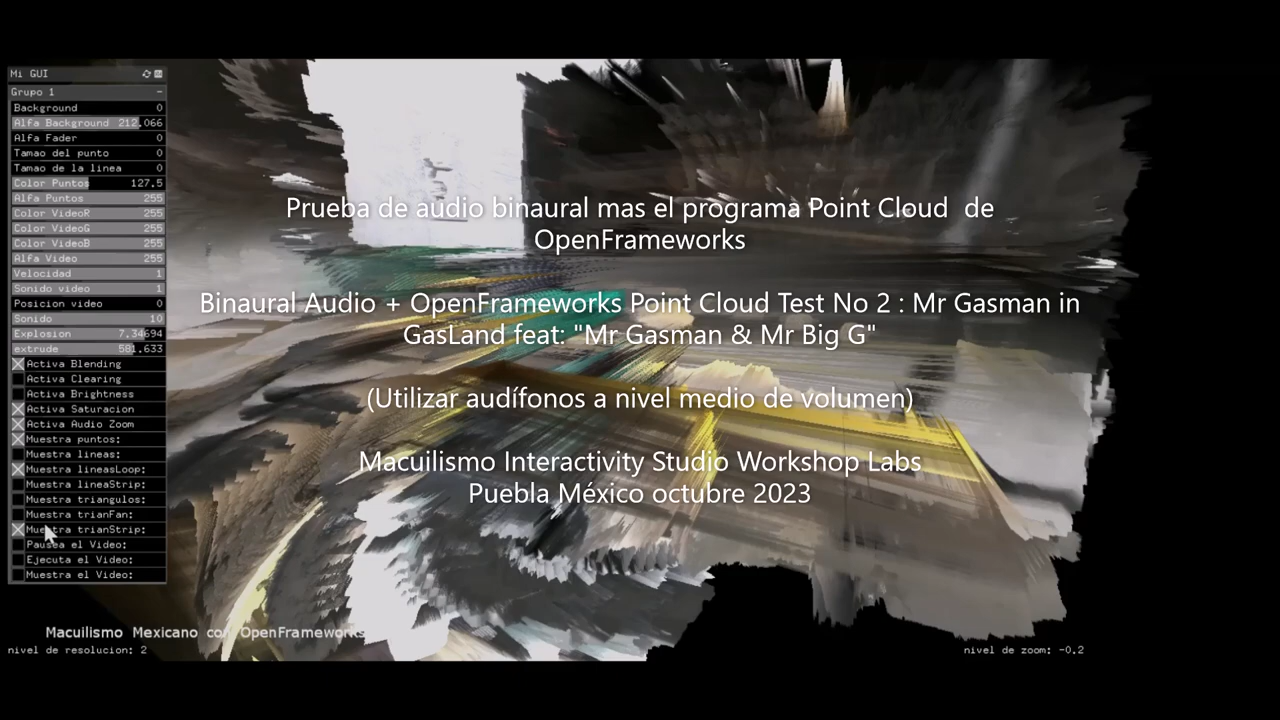 Mi GUI
Grupo 1 -
Background 0
Alfa Background 212.066
Alfa Fader 0
Tamao del punto 0
Tamao de la linea 0
Color Puntos 127.5
Alfa Puntos 255
Color VideoR 255
Color VideoG 255
Color VideoB 255
Alfa Video 255
Velocidad 1
Sonido video 1
Posicion video 0
Sonido 10
Explosion 7.34694
extrude 581.633
Activa Blending
Activa Clearing
Activa Brightness
Activa Saturacion
Activa Audio Zoom
Muestra puntos:
Muestra lineas:
Muestra lineasLoop:
Muestra lineaStrip:
Muestra triangulos:
Muestra trianFan:
Muestra trianStrip:
Pausea el Video:
Ejecuta el Video:
Muestra el Video:
Prueba de audio binaural mas el programa Point Cloud de
OpenFrameworks
Binaural Audio + OpenFrameworks Point Cloud Test No 2 : Mr Gasman in
GasLand feat: "Mr Gasman & Mr Big G"
(Utilizar audífonos a nivel medio de volumen)
Macuilismo Interactivity Studio Workshop Labs
Puebla México octubre 2023
Macuilismo Mexicano con OpenFrameworks
nivel de resolucion: 2
nivel de zoom: -0.2